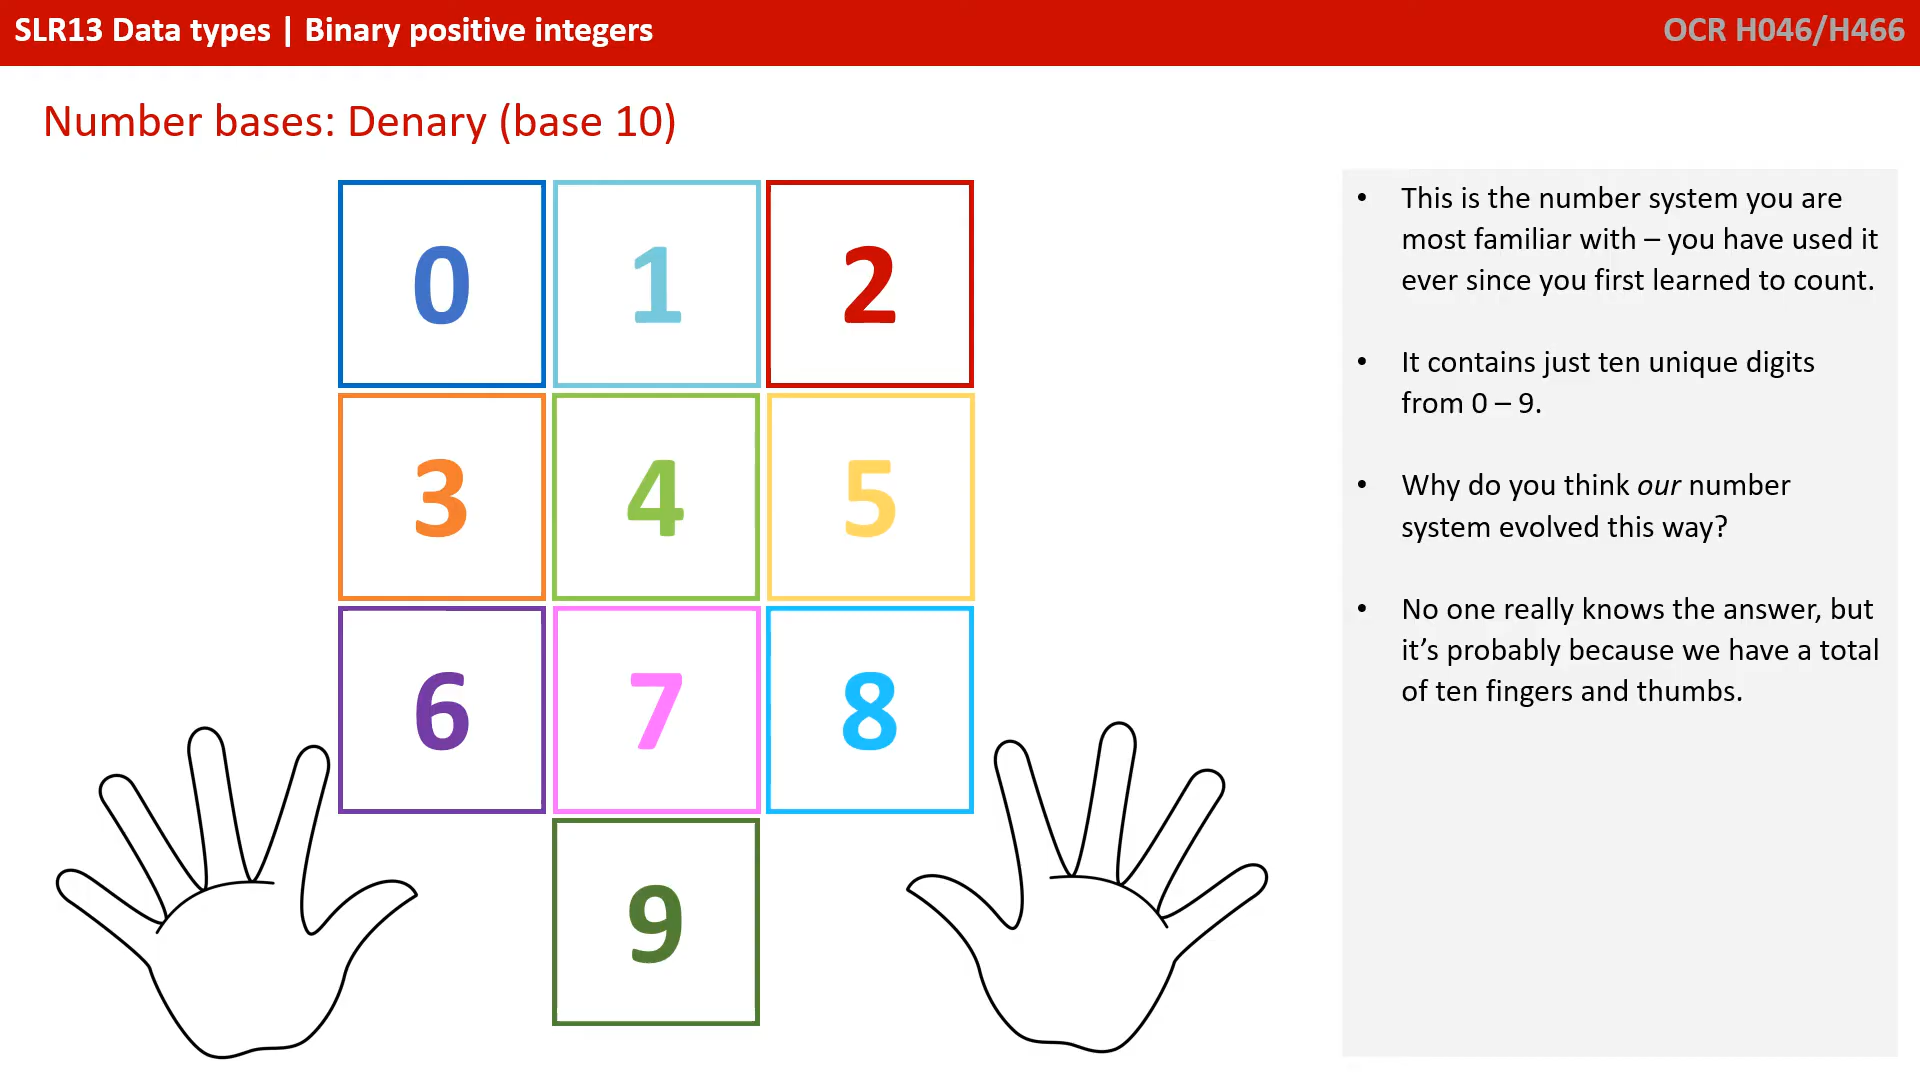 SLR13 Data types | Binary positive integers
OCR H046/H466
Number bases: Denary (base 10)
0 1 2
3 4 5
6 7 8
9
• This is the number system you are
most familiar with – you have used it
ever since you first learned to count.
• It contains just ten unique digits
from 0 – 9.
• Why do you think our number
system evolved this way?
• No one really knows the answer, but
it’s probably because we have a total
of ten fingers and thumbs.